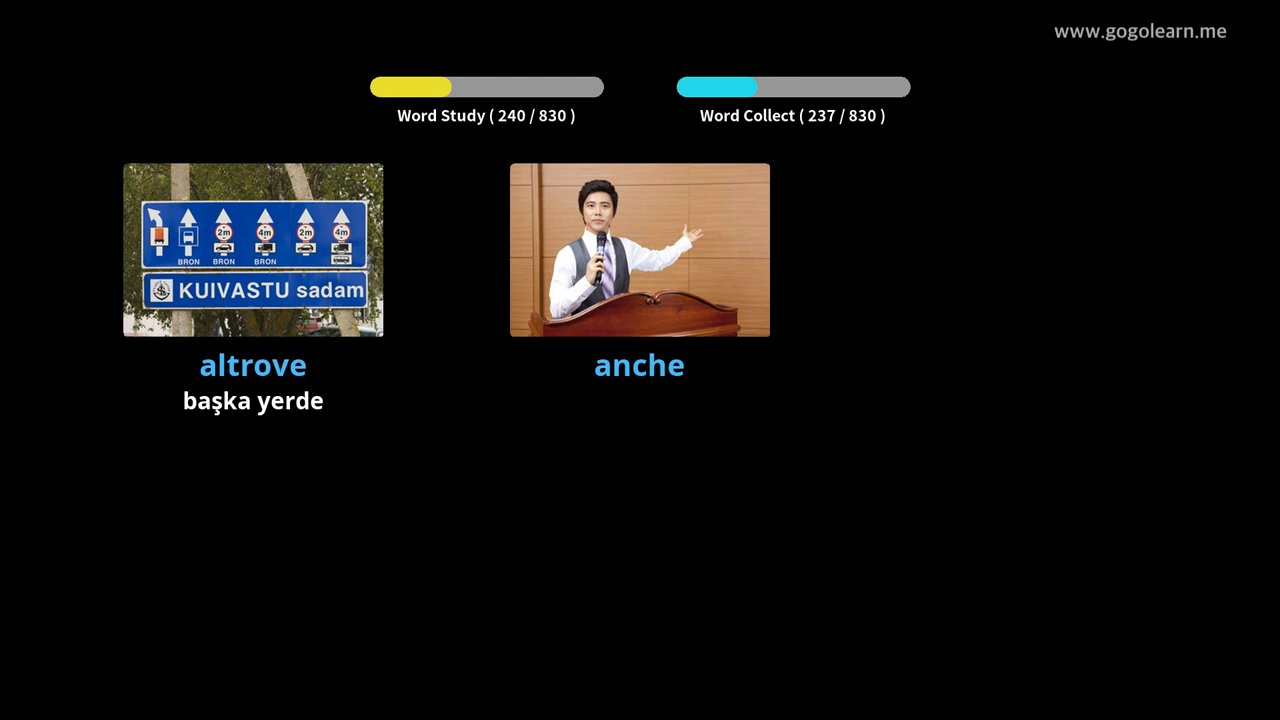 www.gogolearn.me
Word Study ( 240 / 830 )
Word Collect ( 237 / 830 )
2m
4m
2m
4m
BRON
BRON
BRON
KUIVASTU sadam
altrove
anche
başka yerde